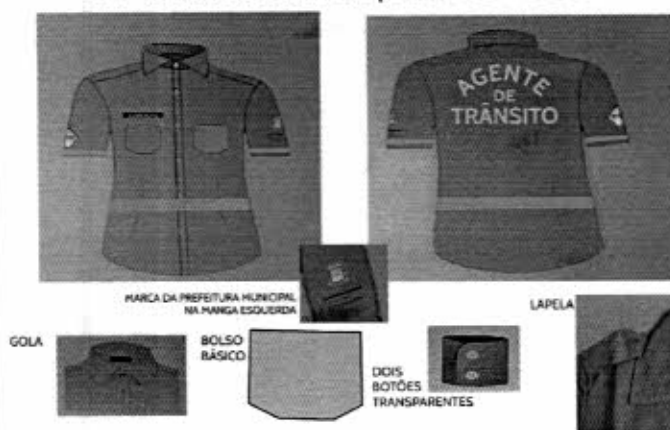 AGENTE
DE
TRÂNSITO
MARCA DA PREFEITURA MUNICIPAL
NA MANGA ESQUERDA
LAPELA
GOLA
BOLSO
BÁSICO
DOIS
BOTÕES
TRANSPARENTES